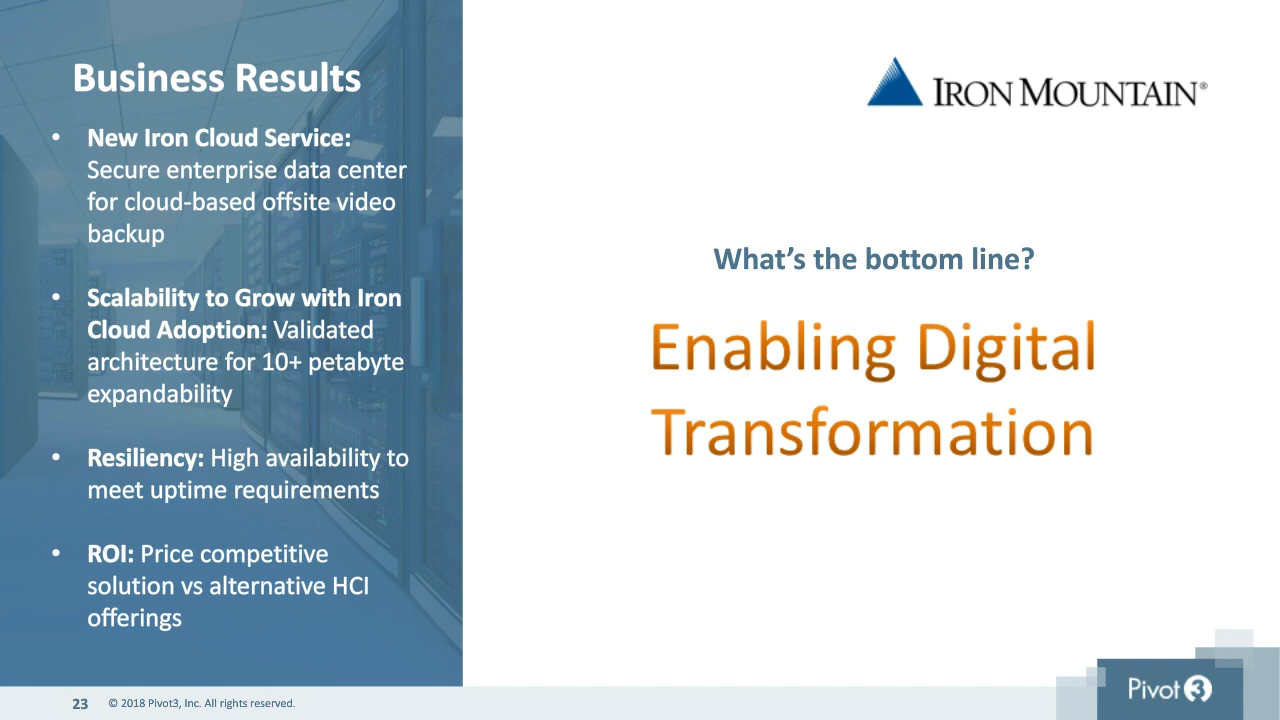 Business Results
• New Iron Cloud Service:
Secure enterprise data center
for cloud-based offsite video
backup
• Scalability to Grow with Iron
Cloud Adoption: Validated
architecture for 10+ petabyte
expandability
• Resiliency: High availability to
meet uptime requirements
• ROI: Price competitive
solution vs alternative HCI
offerings
IRON MOUNTAIN®
What's the bottom line?
Enabling Digital
Transformation
23 © 2018 Pivot3, Inc. All rights reserved.
Pivot3